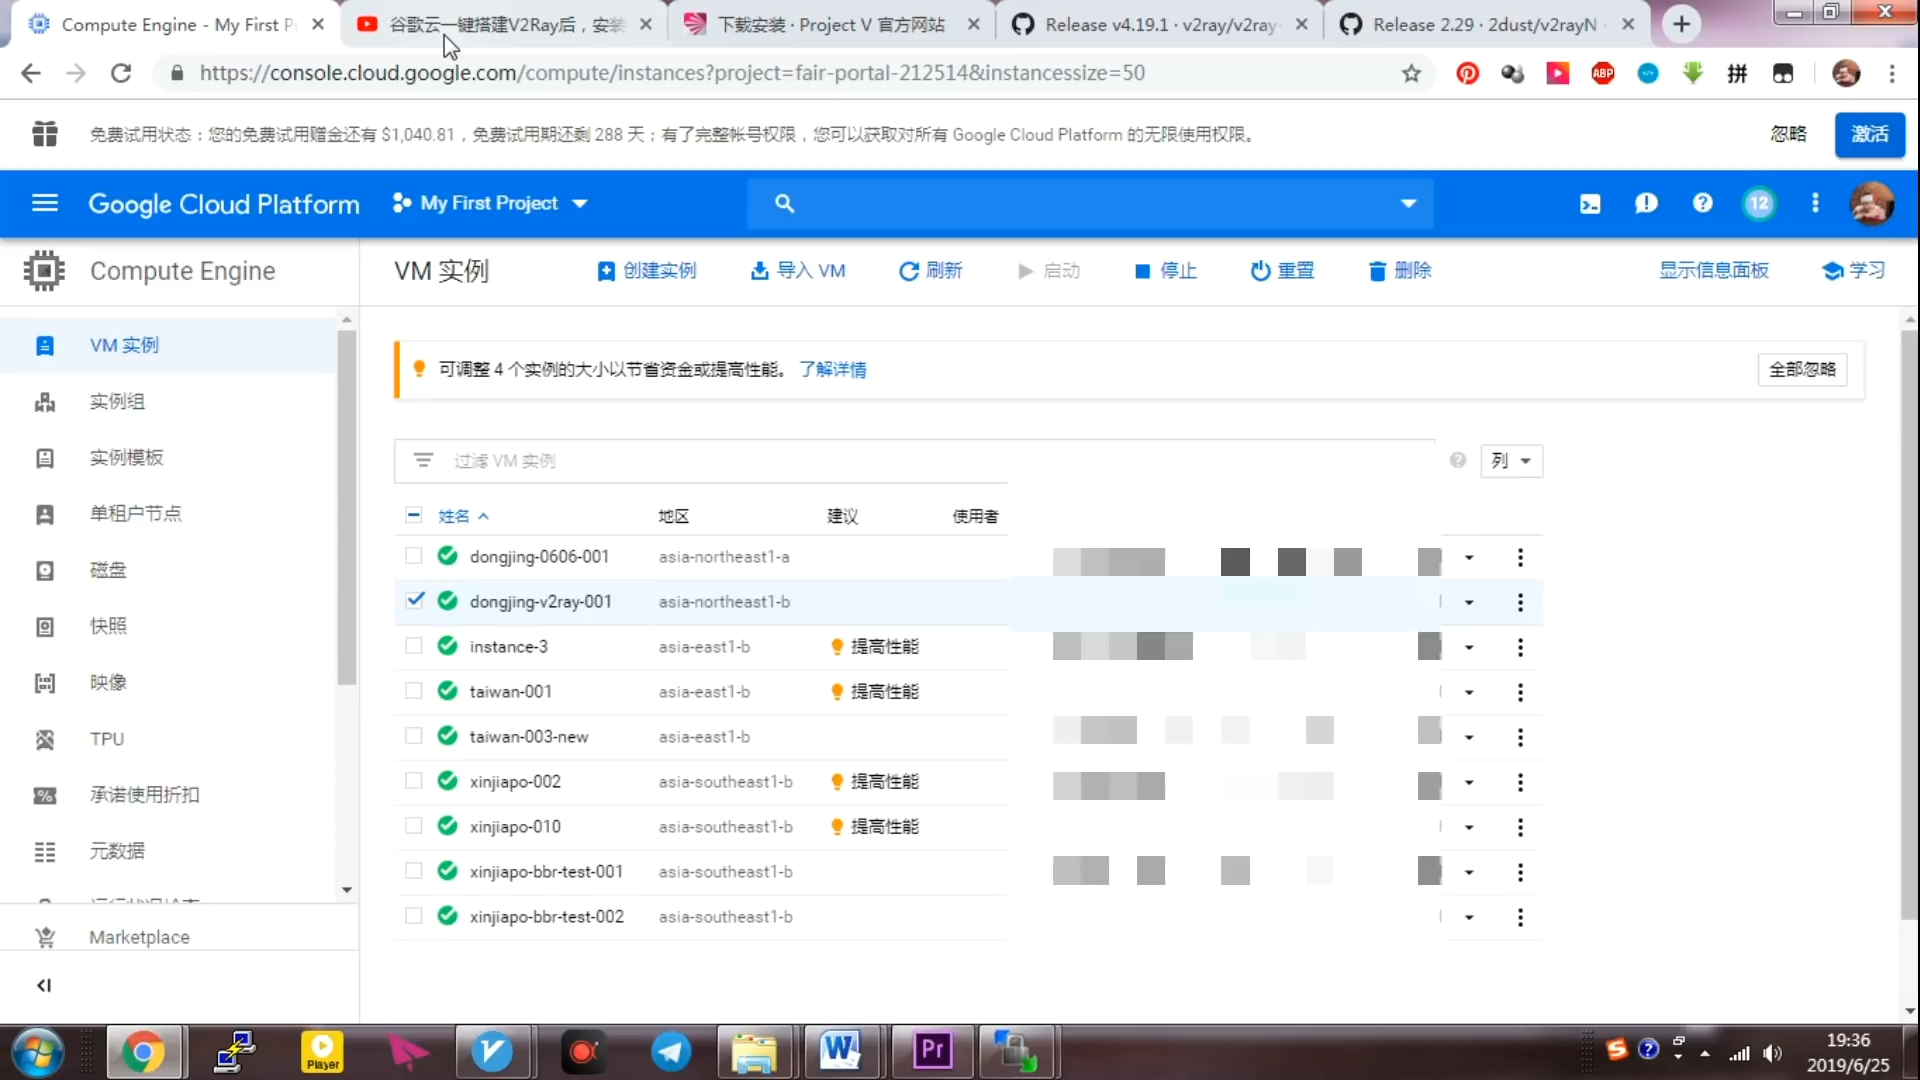 Compute Engine - My First P
谷歌云一键搭建V2Ray后，安装
下载安装 · Project V 官方网站
Release v4.19.1 · v2ray/v2ray-
Release 2.29 · 2dust/v2rayN
https://console.cloud.google.com/compute/instances?project=fair-portal-212514&instancessize=50
ABP
拼
免费试用状态：您的免费试用赠金还有 $1,040.81，免费试用期还剩 288 天；有了完整帐号权限，您可以获取对所有 Google Cloud Platform 的无限使用权限。
忽略
激活
Google Cloud Platform
My First Project
12
Compute Engine
VM 实例
创建实例
导入 VM
刷新
启动
停止
重置
删除
显示信息面板
学习
VM 实例
实例组
实例模板
单租户节点
磁盘
快照
映像
TPU
承诺使用折扣
元数据
Marketplace
可调整 4 个实例的大小以节省资金或提高性能。 了解详情
全部忽略
过滤 VM 实例
列
姓名 地区 建议 使用者
dongjing-0606-001 asia-northeast1-a
dongjing-v2ray-001 asia-northeast1-b
instance-3 asia-east1-b 提高性能
taiwan-001 asia-east1-b 提高性能
taiwan-003-new asia-east1-b
xinjiapo-002 asia-southeast1-b 提高性能
xinjiapo-010 asia-southeast1-b 提高性能
xinjiapo-bbr-test-001 asia-southeast1-b
xinjiapo-bbr-test-002 asia-southeast1-b
Player
W
Pr
19:36
2019/6/25